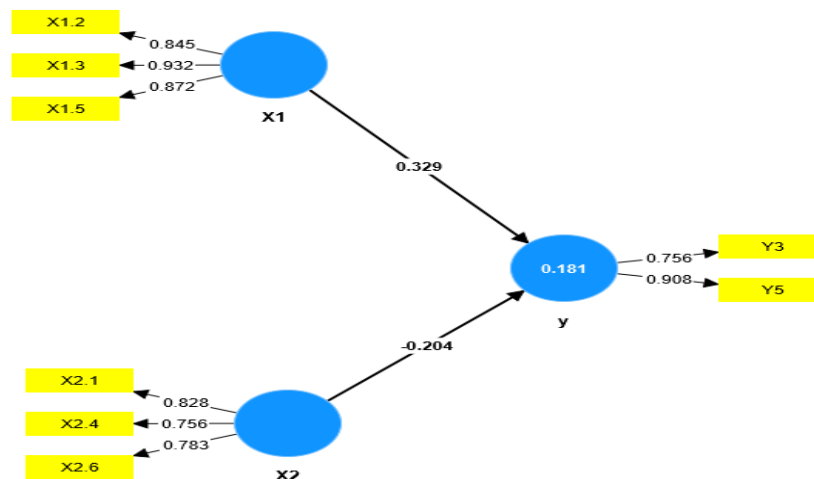 X1.2
0.845
X1.3
0.932
X1.5
0.872
X1
0.329
0.181
y
0.756
Y3
0.908
Y5
-0.204
X2.1
0.828
X2.4
0.756
X2.6
0.783
X2